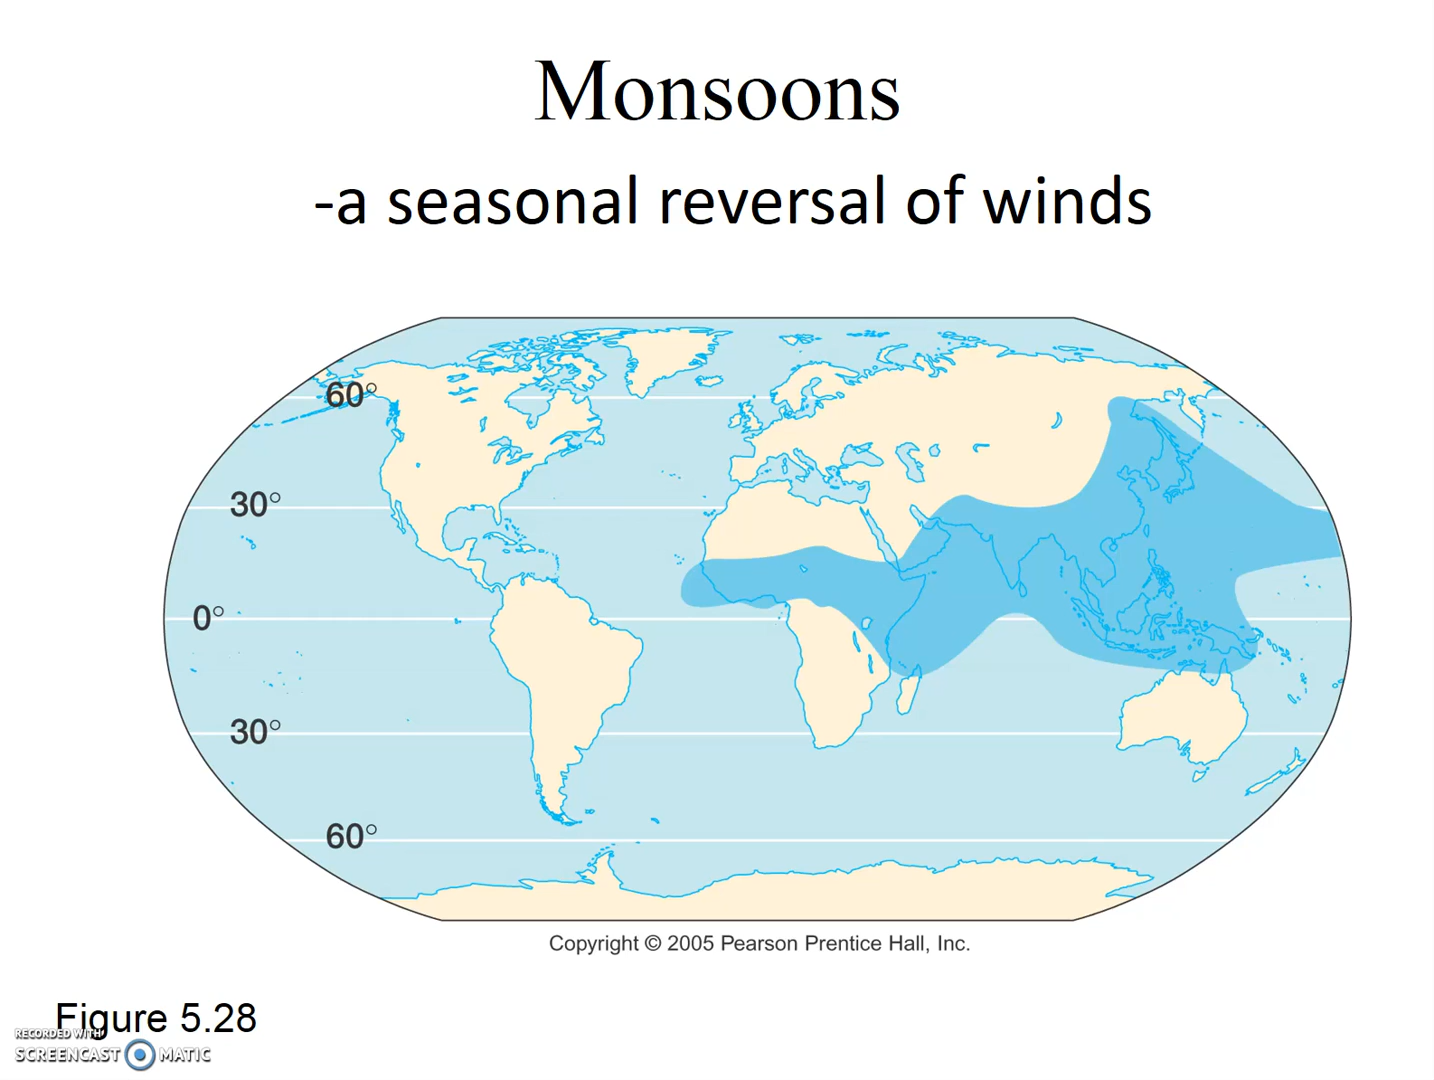 Monsoons
-a seasonal reversal of winds
60°
30°
0°
30°
60°
Copyright © 2005 Pearson Prentice Hall, Inc.
Figure 5.28
RECORDED WITH
SCREENCAST MATIC